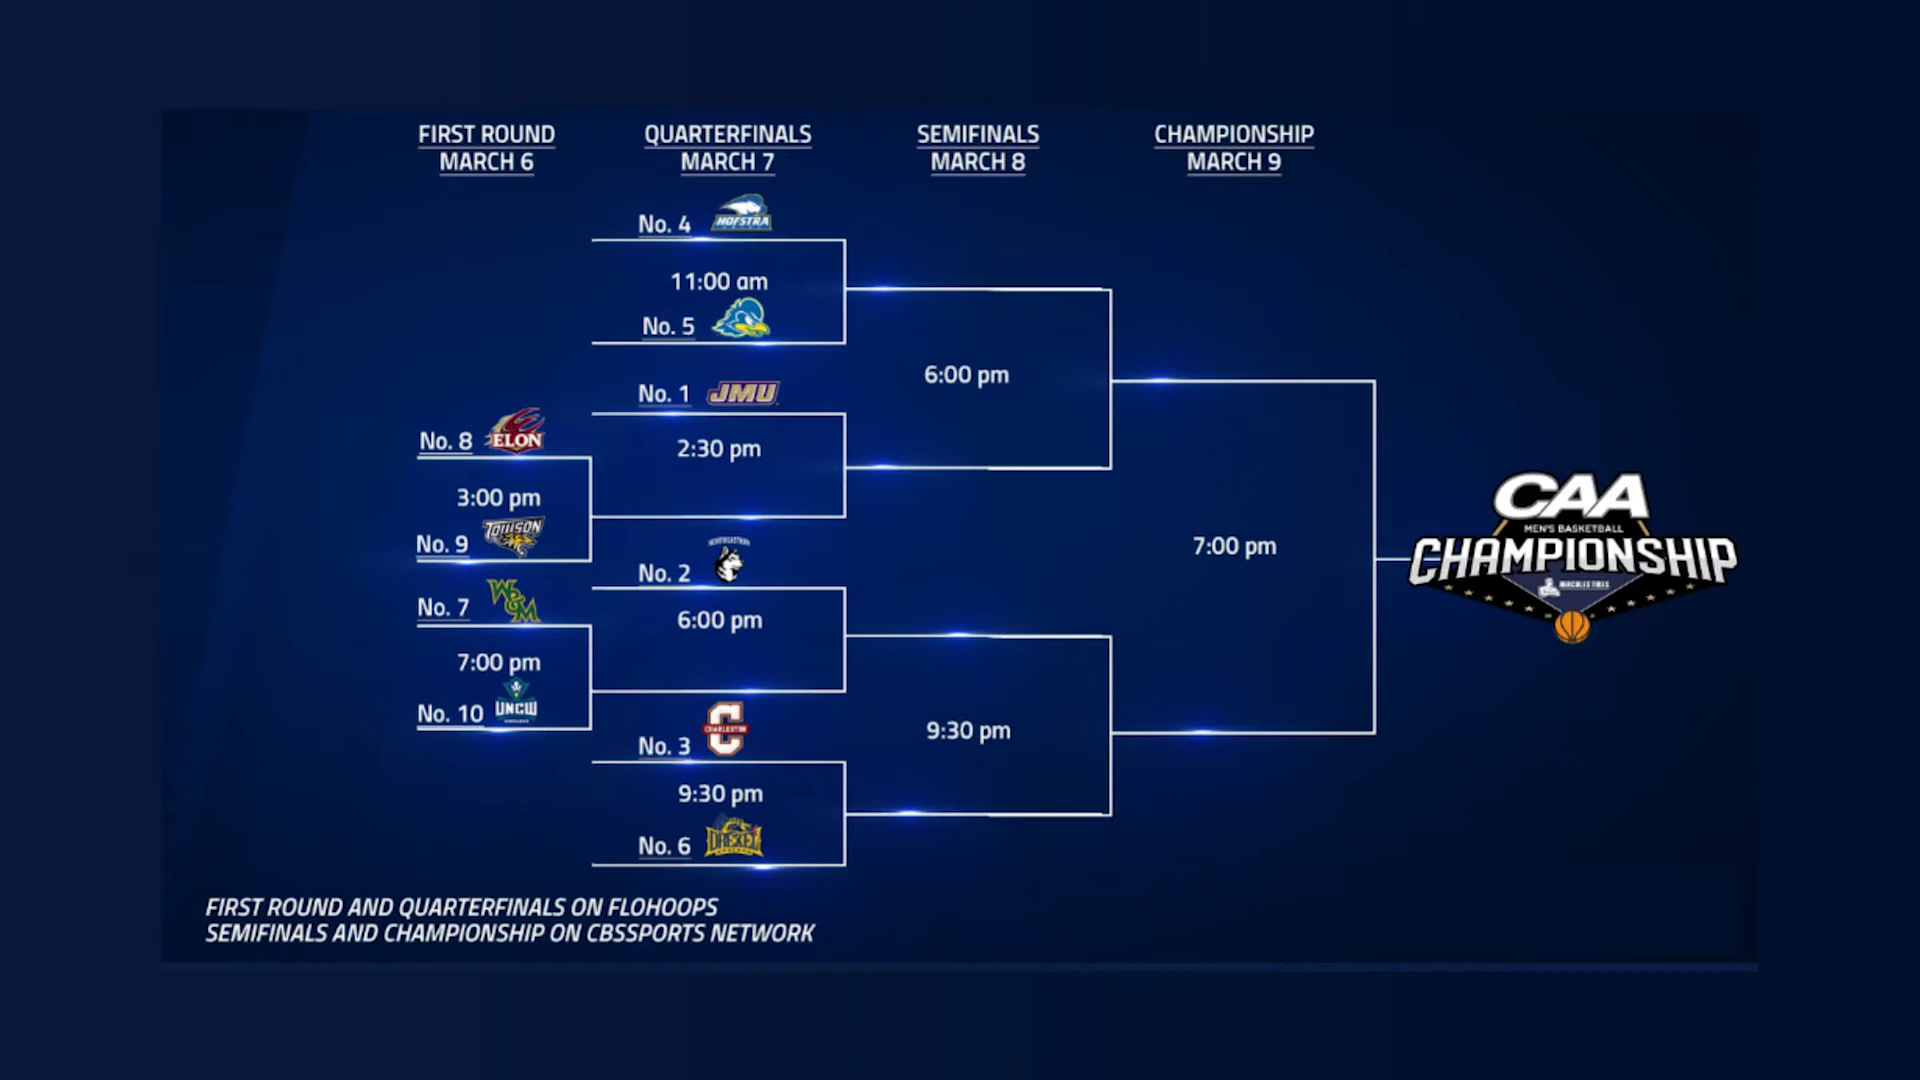 FIRST ROUND
MARCH 6
QUARTERFINALS
MARCH 7
SEMIFINALS
MARCH 8
CHAMPIONSHIP
MARCH 9
No. 4 HOFSTRA
11:00 am
No. 5
No. 1 JMU
2:30 pm
No. 8 ELON
3:00 pm
No. 9 TOWSON
No. 2 NORTHEASTERN
6:00 pm
No. 7 W&M
7:00 pm
No. 10 UNCW
No. 3 C CHARLESTON
9:30 pm
No. 6 DREXEL
6:00 pm
9:30 pm
7:00 pm
CAA
MEN'S BASKETBALL
CHAMPIONSHIP
HERCULES TIRES
FIRST ROUND AND QUARTERFINALS ON FLOHOOPS
SEMIFINALS AND CHAMPIONSHIP ON CBSSPORTS NETWORK